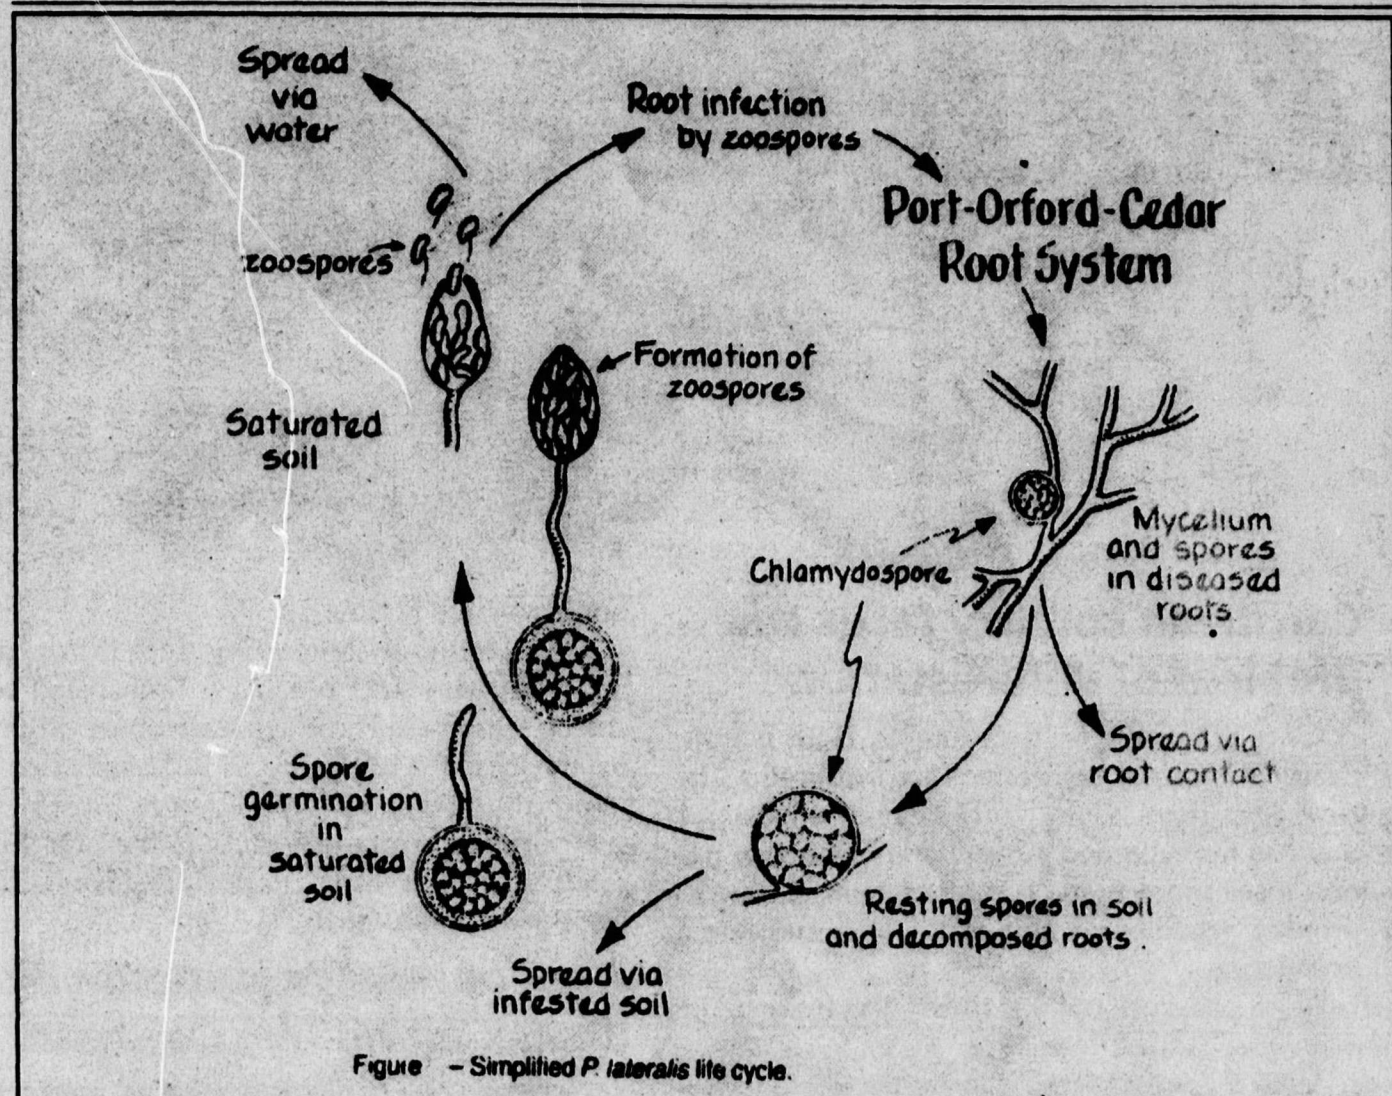 Spread
via
water
Root infection
by zoospores
Port-Orford-Cedar
Root System
zoospores
Formation of
zoospores
Saturated
soil
Chlamydospore
Mycelium
and spores
in diseased
roots.
Spread via
root contact
Spore
germination
in
saturated
soil
Resting spores in soil
and decomposed roots.
Spread via
infested soil
Figure – Simplified P. lateralis life cycle.